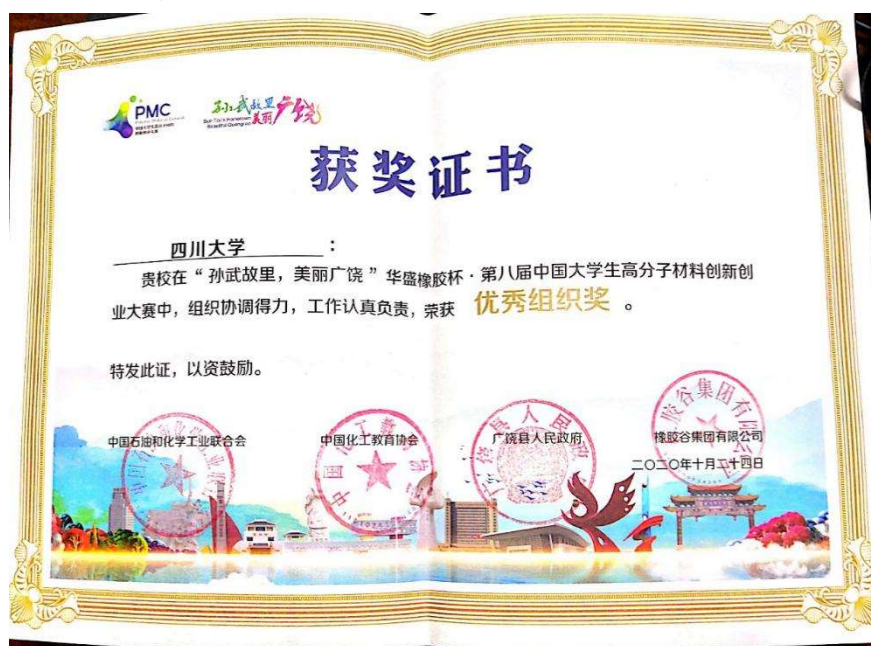 PMC
孙武故里
美丽广饶
Sun Tzu's Hometown
Beautiful Guangrao
获奖证书
四川大学 :
贵校在“孙武故里，美丽广饶”华盛橡胶杯·第八届中国大学生高分子材料创新创
业大赛中，组织协调得力，工作认真负责，荣获 优秀组织奖 。
特发此证，以资鼓励。
中国石油和化学工业联合会 中国化工教育协会 广饶县人民政府 橡胶谷集团有限公司
二〇二〇年十月二十四日